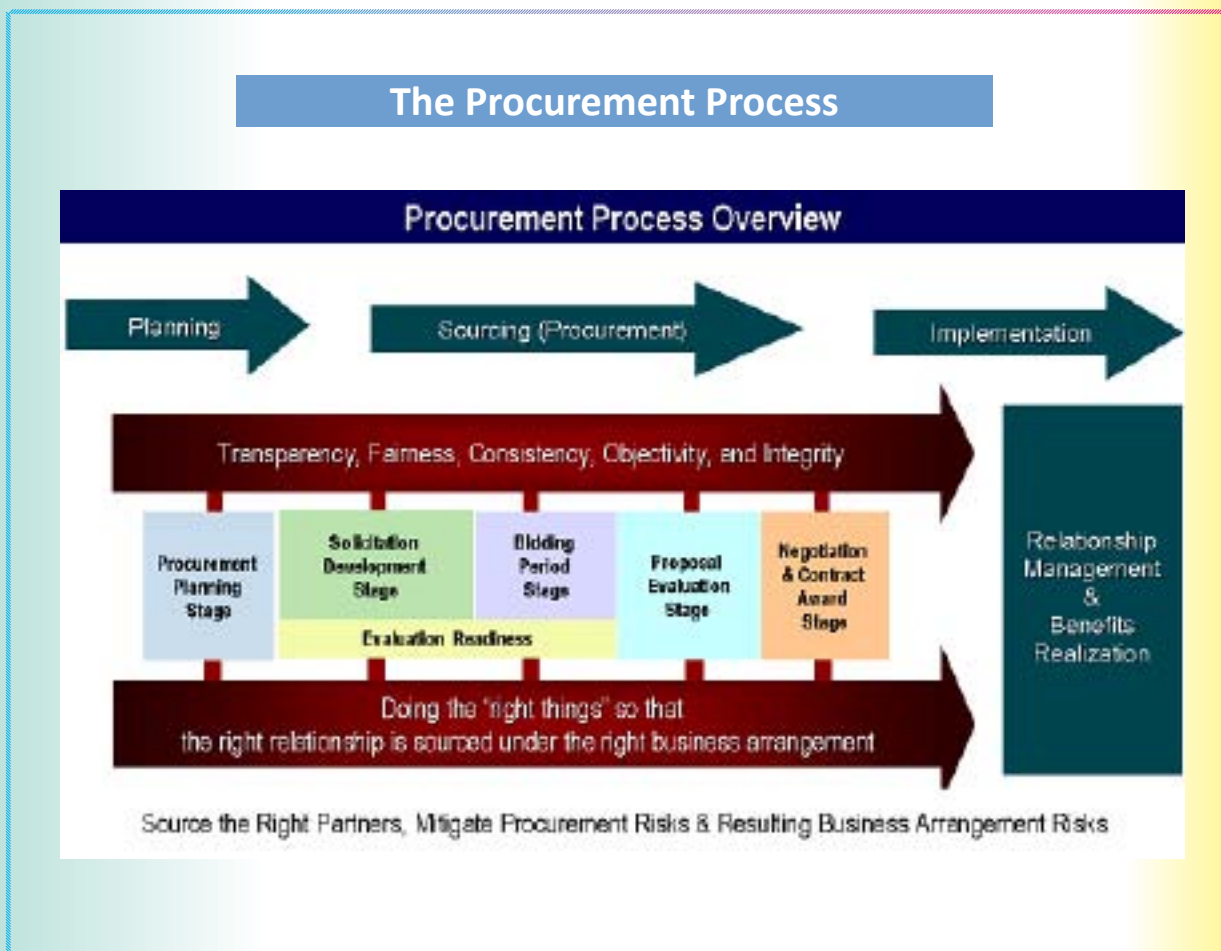 The Procurement Process
Procurement Process Overview
Planning
Sourcing (Procurement)
Implementation
Transparency, Fairness, Consistency, Objectivity, and Integrity
Procurement
Planning
Stage
Solicitation
Development
Stage
Bidding
Period
Stage
Evaluation Readiness
Proposal
Evaluation
Stage
Negotiation
& Contract
Award
Stage
Relationship
Management
&
Benefits
Realization
Doing the "right things" so that
the right relationship is sourced under the right business arrangement
Source the Right Partners, Mitigate Procurement Risks & Resulting Business Arrangement Risks